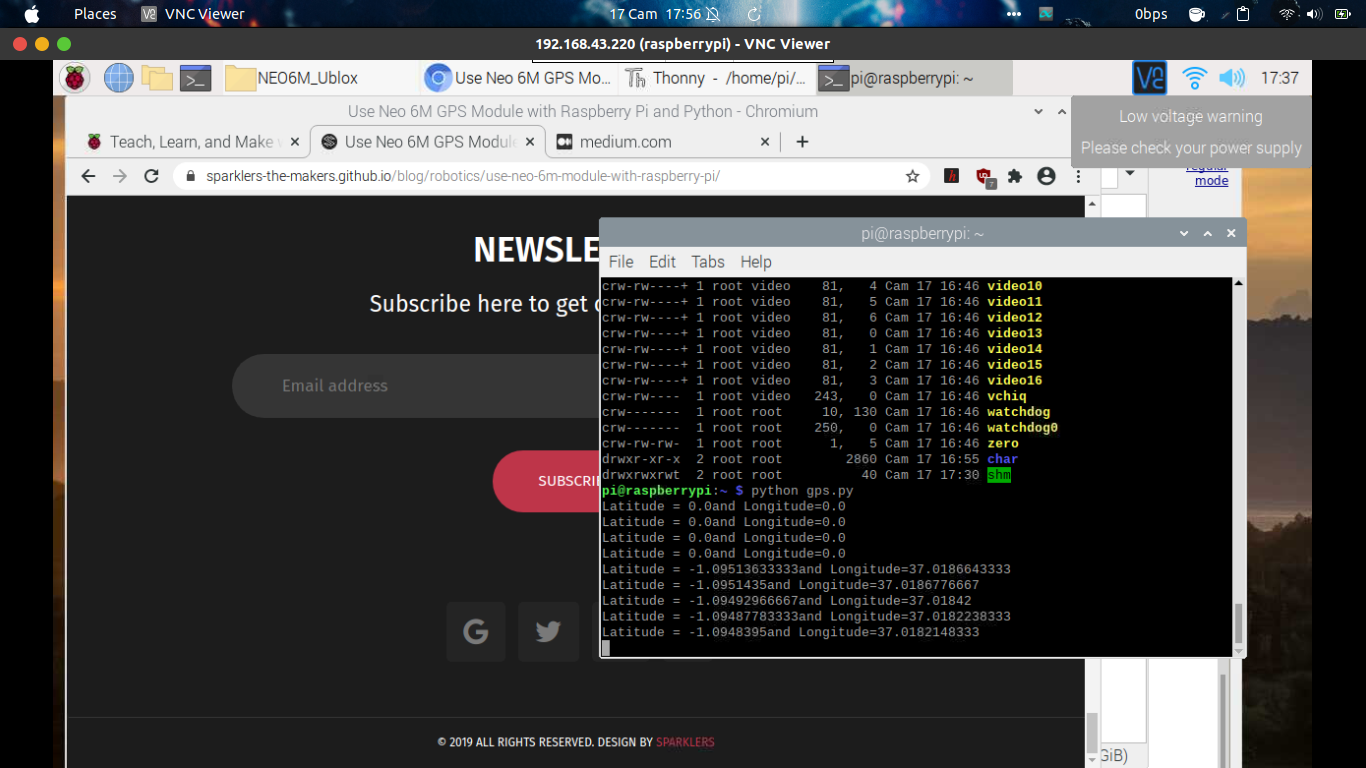 Places VNC Viewer 17 Cam 17:56 0bps
192.168.43.220 (raspberrypi) - VNC Viewer
NEO6M_Ublox Use Neo 6M GPS Mo... Thonny - /home/pi/... pi@raspberrypi: ~ 17:37
Use Neo 6M GPS Module with Raspberry Pi and Python - Chromium
Low voltage warning
Please check your power supply
Teach, Learn, and Make Use Neo 6M GPS Module medium.com
sparklers-the-makers.github.io/blog/robotics/use-neo-6m-module-with-raspberry-pi/
7
regular
mode
NEWSLE
Subscribe here to get
Email address
SUBSCRI
pi@raspberrypi: ~
File Edit Tabs Help
crw-rw----+ 1 root video 81, 4 Cam 17 16:46 video10
crw-rw----+ 1 root video 81, 5 Cam 17 16:46 video11
crw-rw----+ 1 root video 81, 6 Cam 17 16:46 video12
crw-rw----+ 1 root video 81, 0 Cam 17 16:46 video13
crw-rw----+ 1 root video 81, 1 Cam 17 16:46 video14
crw-rw----+ 1 root video 81, 2 Cam 17 16:46 video15
crw-rw----+ 1 root video 81, 3 Cam 17 16:46 video16
crw-rw---- 1 root video 243, 0 Cam 17 16:46 vchiq
crw------- 1 root root 10, 130 Cam 17 16:46 watchdog
crw------- 1 root root 250, 0 Cam 17 16:46 watchdog0
crw-rw-rw- 1 root root 1, 5 Cam 17 16:46 zero
drwxr-xr-x 2 root root 2860 Cam 17 16:55 char
drwxrwxrwt 2 root root 40 Cam 17 17:30 shm
pi@raspberrypi:~ $ python gps.py
Latitude = 0.0and Longitude=0.0
Latitude = 0.0and Longitude=0.0
Latitude = 0.0and Longitude=0.0
Latitude = 0.0and Longitude=0.0
Latitude = -1.09513633333and Longitude=37.0186643333
Latitude = -1.0951435and Longitude=37.0186776667
Latitude = -1.09492966667and Longitude=37.01842
Latitude = -1.09487783333and Longitude=37.0182238333
Latitude = -1.0948395and Longitude=37.0182148333
© 2019 ALL RIGHTS RESERVED. DESIGN BY SPARKLERS
GiB)